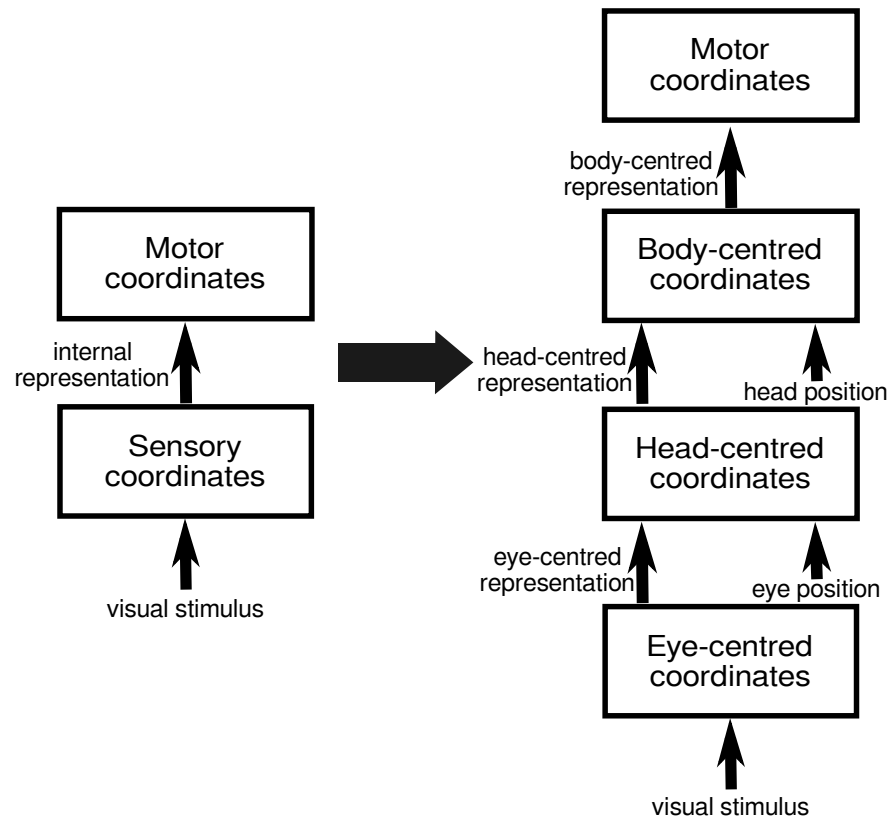 Motor
coordinates
internal
representation
Sensory
coordinates
visual stimulus
Motor
coordinates
body-centred
representation
Body-centred
coordinates
head-centred
representation
head position
Head-centred
coordinates
eye-centred
representation
eye position
Eye-centred
coordinates
visual stimulus